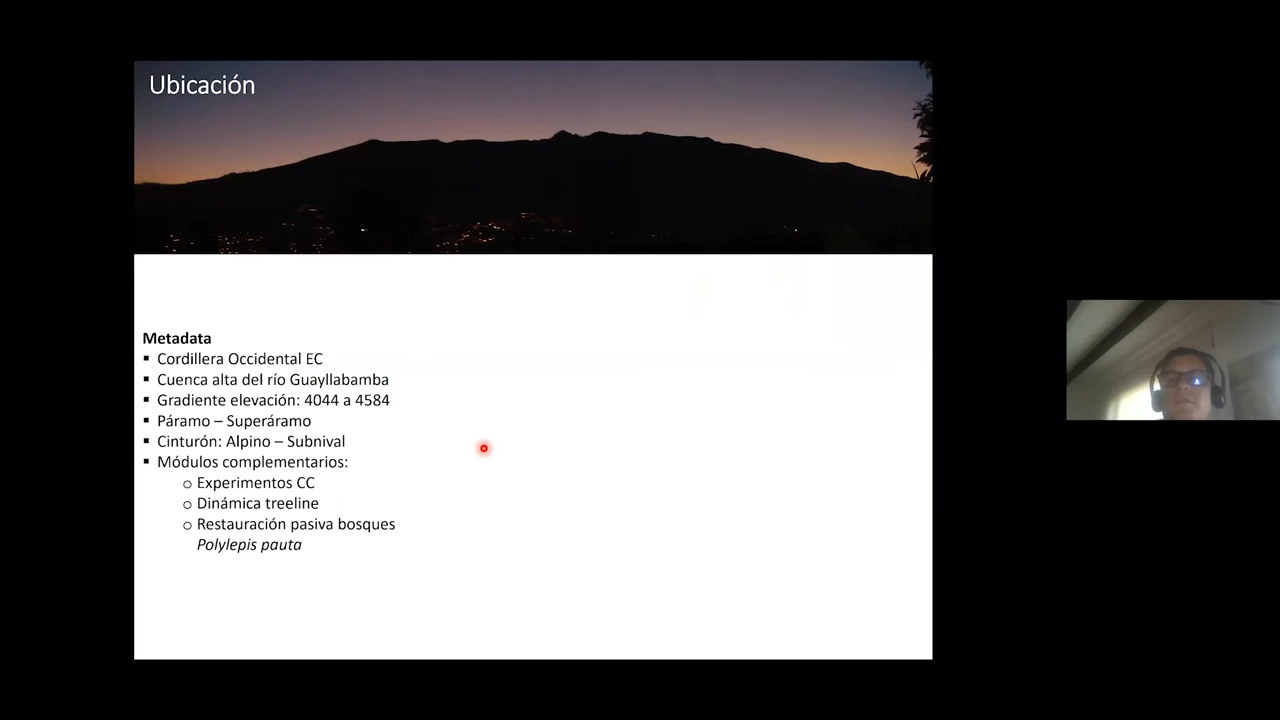 Ubicación
Metadata
▪ Cordillera Occidental EC
▪ Cuenca alta del río Guayllabamba
▪ Gradiente elevación: 4044 a 4584
▪ Páramo – Superáramo
▪ Cinturón: Alpino – Subnival
▪ Módulos complementarios:
o Experimentos CC
o Dinámica treeline
o Restauración pasiva bosques
Polylepis pauta